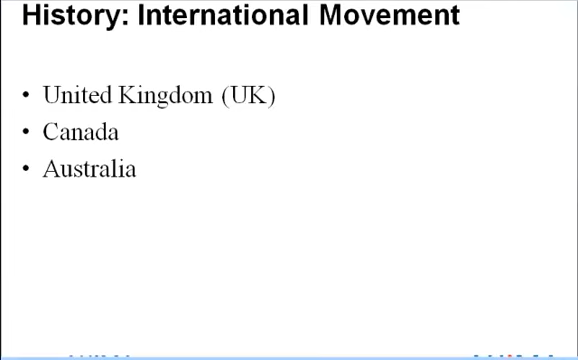 History: International Movement
• United Kingdom (UK)
• Canada
• Australia